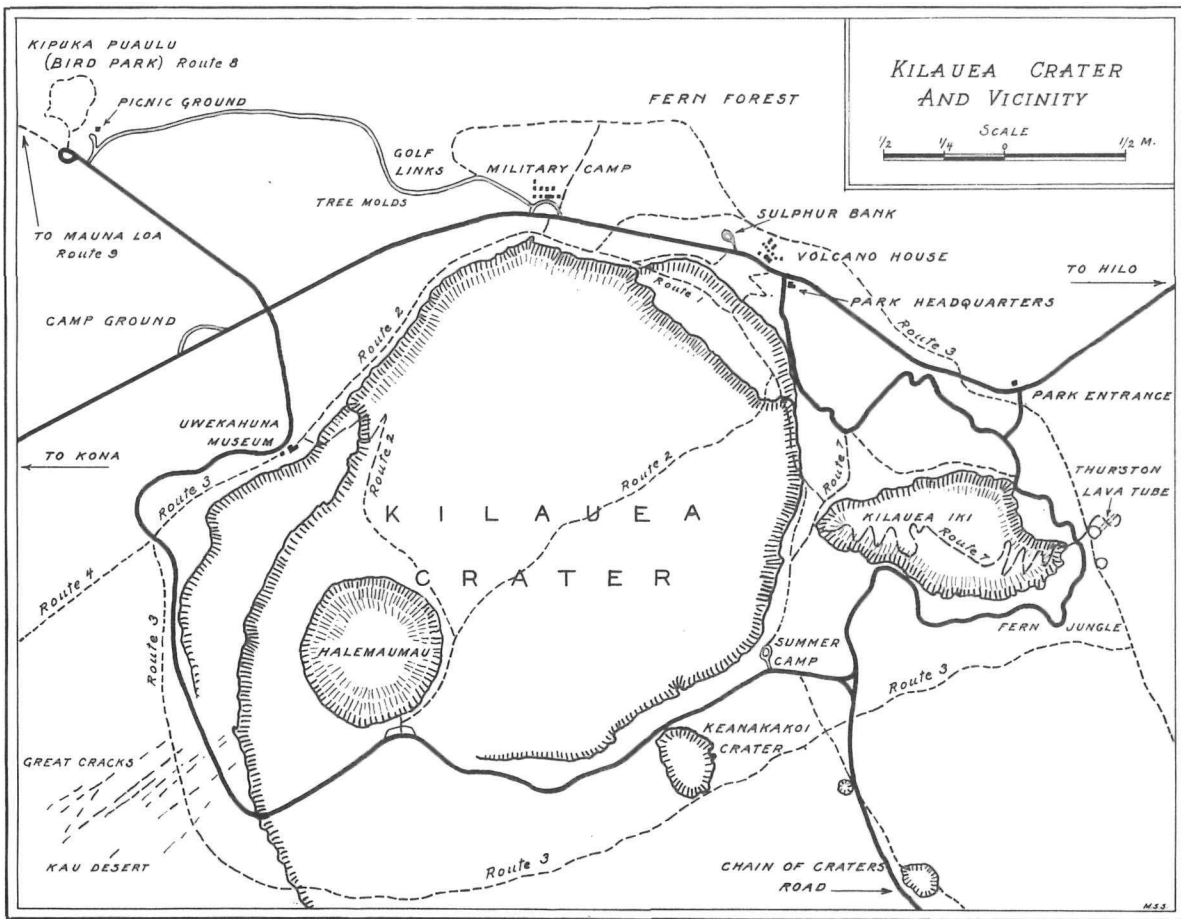 KIPUKA PUAULU
(BIRD PARK) Route 8
PICNIC GROUND
FERN FOREST
KILAUEA CRATER
AND VICINITY
SCALE
1/2 1/4 0 1/2 M.
GOLF
LINKS
MILITARY CAMP
TREE MOLDS
SULPHUR BANK
TO MAUNA LOA
Route 9
VOLCANO HOUSE
TO HILO
Route 1
PARK HEADQUARTERS
CAMP GROUND
Route 2
Route 3
PARK ENTRANCE
UWEKAHUNA
MUSEUM
TO KONA
Route 2
Route 2
Route 7
THURSTON
LAVA TUBE
Route 3
KILAUEA
KILAUEA IKI
Route 7
CRATER
Route 4
Route 3
HALEMAUMAU
FERN JUNGLE
SUMMER
CAMP
Route 3
KEANAKAKOI
CRATER
GREAT CRACKS
KAU DESERT
Route 3
CHAIN OF CRATERS
ROAD
M.S.S.